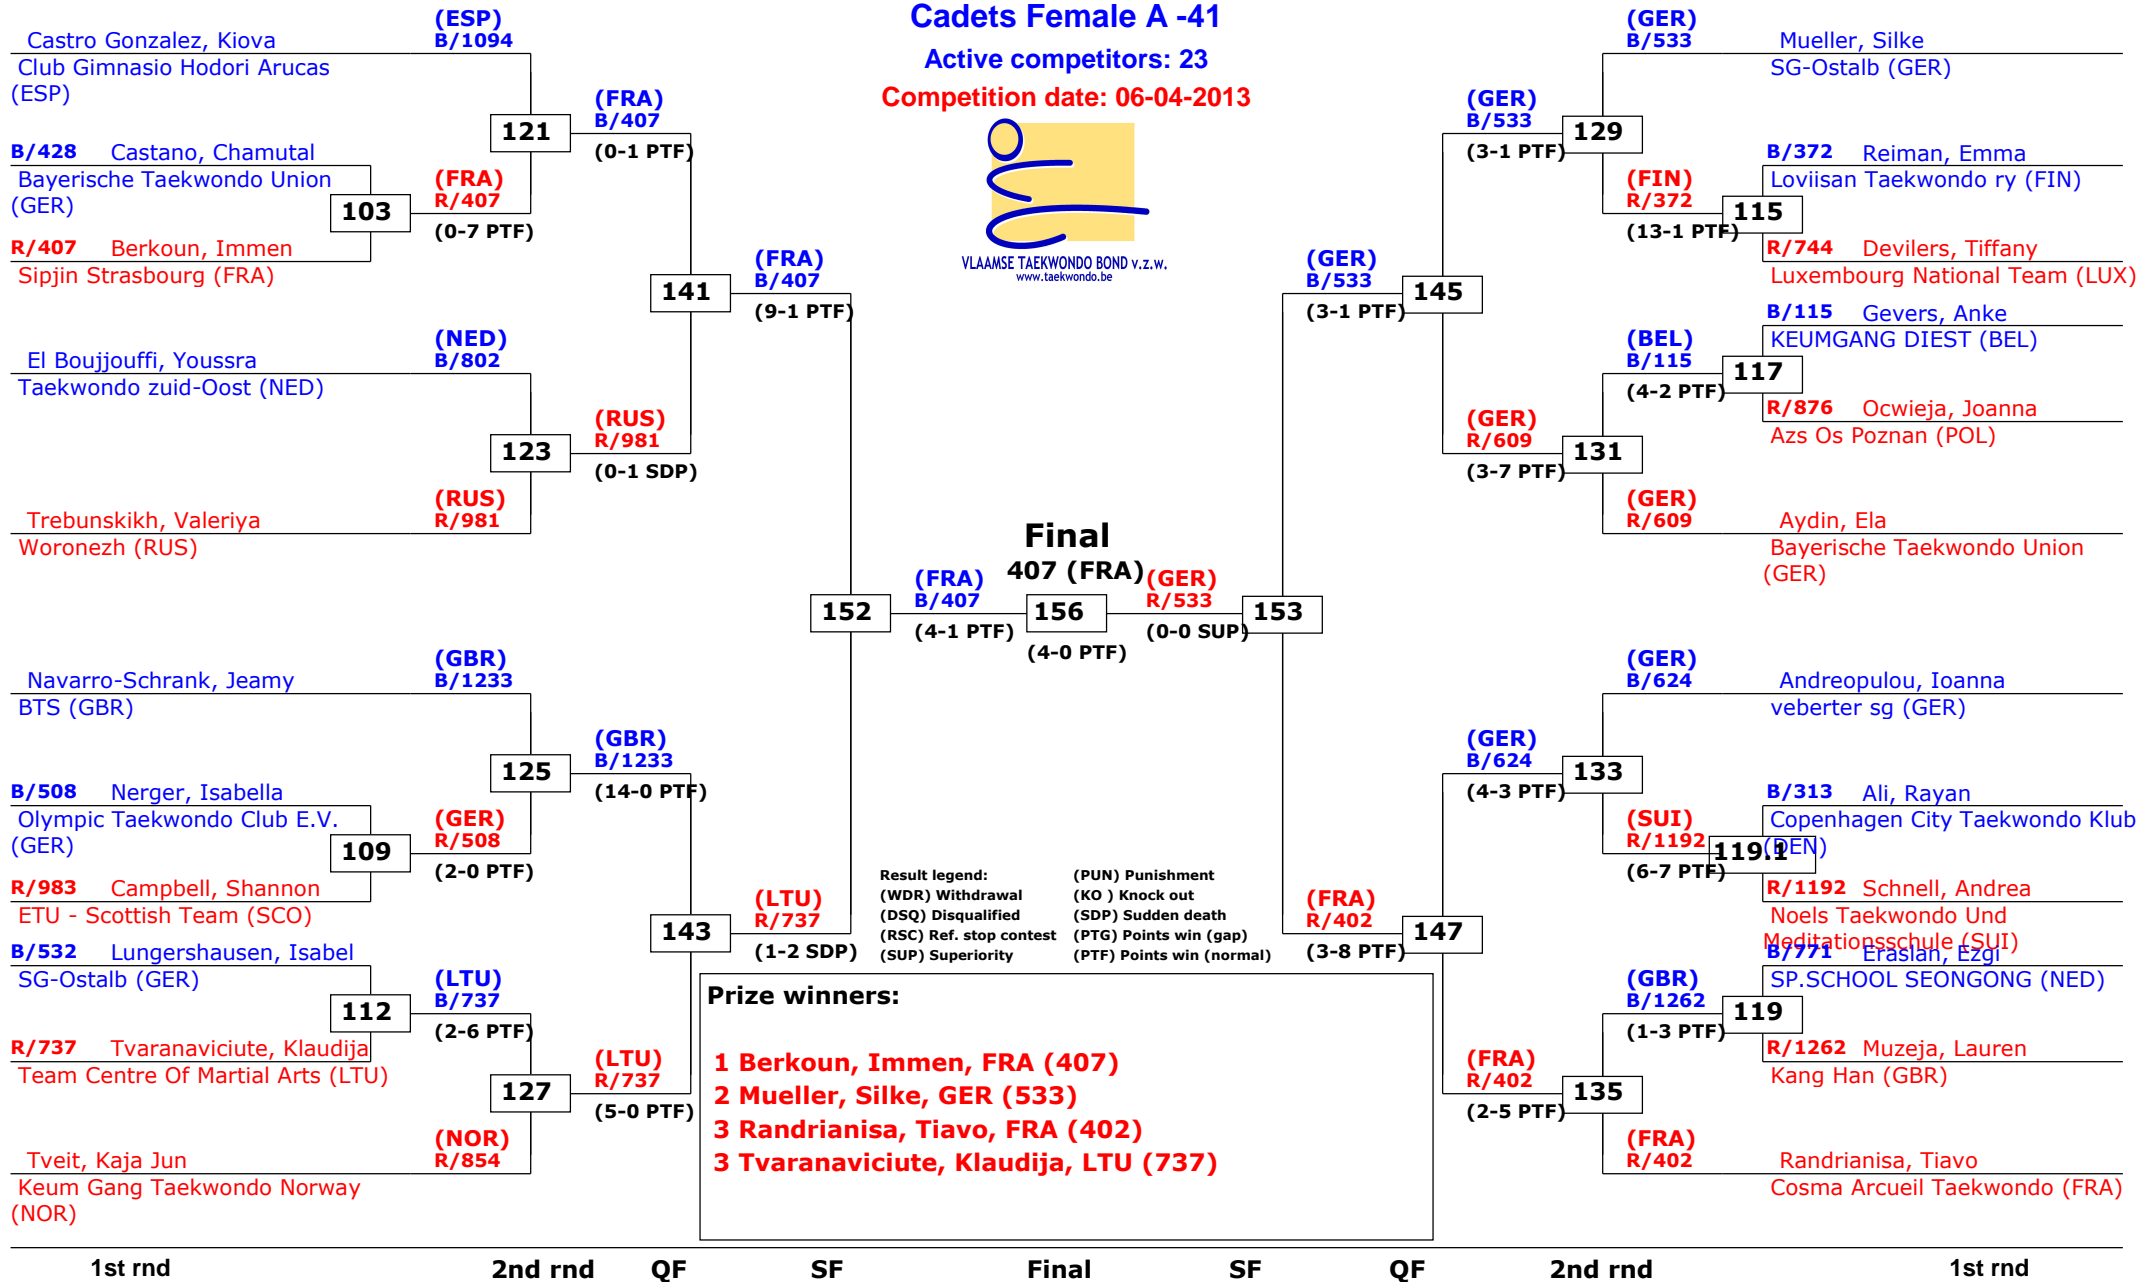 Cadets Female A -41
Active competitors: 23
Competition date: 06-04-2013
VLAAMSE TAEKWONDO BOND v.z.w.
www.taekwondo.be
Castro Gonzalez, Kiova
(ESP)
B/1094
Club Gimnasio Hodori Arucas
(ESP)
121
(FRA)
B/407
(0-1 PTF)
B/428 Castano, Chamutal
Bayerische Taekwondo Union
(GER)
103
(FRA)
R/407
(0-7 PTF)
R/407 Berkoun, Immen
Sipjin Strasbourg (FRA)
141
(FRA)
B/407
(9-1 PTF)
El Boujjouffi, Youssra
(NED)
B/802
Taekwondo zuid-Oost (NED)
123
(RUS)
R/981
(0-1 SDP)
Trebunskikh, Valeriya
(RUS)
R/981
Woronezh (RUS)
152
(FRA)
B/407
(4-1 PTF)
Navarro-Schrank, Jeamy
(GBR)
B/1233
BTS (GBR)
125
(GBR)
B/1233
(14-0 PTF)
B/508 Nerger, Isabella
Olympic Taekwondo Club E.V.
(GER)
109
(GER)
R/508
(2-0 PTF)
R/983 Campbell, Shannon
ETU - Scottish Team (SCO)
143
(LTU)
R/737
(1-2 SDP)
B/532 Lungershausen, Isabel
SG-Ostalb (GER)
112
(LTU)
B/737
(2-6 PTF)
R/737 Tvaranaviciute, Klaudija
Team Centre Of Martial Arts (LTU)
127
(LTU)
R/737
(5-0 PTF)
Tveit, Kaja Jun
(NOR)
R/854
Keum Gang Taekwondo Norway
(NOR)
Final
407 (FRA)
156
(4-0 PTF)
(GER)
R/533
(0-0 SUP)
153
(GER)
B/533
Mueller, Silke
SG-Ostalb (GER)
(GER)
B/533
(3-1 PTF)
129
B/372 Reiman, Emma
Loviisan Taekwondo ry (FIN)
(FIN)
R/372
(13-1 PTF)
115
R/744 Devilers, Tiffany
Luxembourg National Team (LUX)
(GER)
B/533
(3-1 PTF)
145
B/115 Gevers, Anke
KEUMGANG DIEST (BEL)
(BEL)
B/115
(4-2 PTF)
117
R/876 Ocwieja, Joanna
Azs Os Poznan (POL)
(GER)
R/609
(3-7 PTF)
131
(GER)
R/609
Aydin, Ela
Bayerische Taekwondo Union
(GER)
(GER)
B/624
Andreopulou, Ioanna
veberter sg (GER)
(GER)
B/624
(4-3 PTF)
133
B/313 Ali, Rayan
Copenhagen City Taekwondo Klub
(DEN)
(SUI)
R/1192
(6-7 PTF)
119.1
R/1192 Schnell, Andrea
Noels Taekwondo Und
Meditationsschule (SUI)
(FRA)
R/402
(3-8 PTF)
147
B/771 Eraslan, Ezgi
SP.SCHOOL SEONGONG (NED)
(GBR)
B/1262
(1-3 PTF)
119
R/1262 Muzeja, Lauren
Kang Han (GBR)
(FRA)
R/402
(2-5 PTF)
135
(FRA)
R/402
Randrianisa, Tiavo
Cosma Arcueil Taekwondo (FRA)
Result legend:
(WDR) Withdrawal
(DSQ) Disqualified
(RSC) Ref. stop contest
(SUP) Superiority
(PUN) Punishment
(KO ) Knock out
(SDP) Sudden death
(PTG) Points win (gap)
(PTF) Points win (normal)
Prize winners:
1 Berkoun, Immen, FRA (407)
2 Mueller, Silke, GER (533)
3 Randrianisa, Tiavo, FRA (402)
3 Tvaranaviciute, Klaudija, LTU (737)
1st rnd 2nd rnd QF SF Final SF QF 2nd rnd 1st rnd